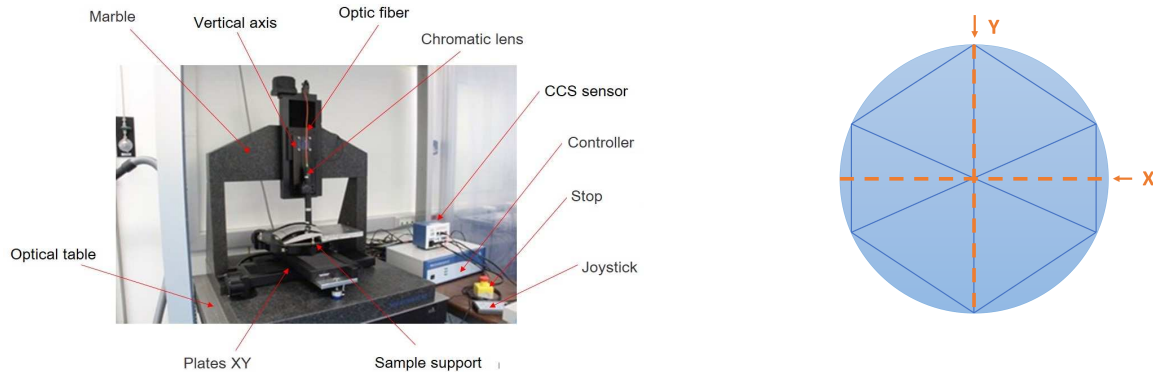 Marble
Vertical axis
Optic fiber
Chromatic lens
CCS sensor
Controller
Stop
Joystick
Optical table
Plates XY
Sample support
Y
X